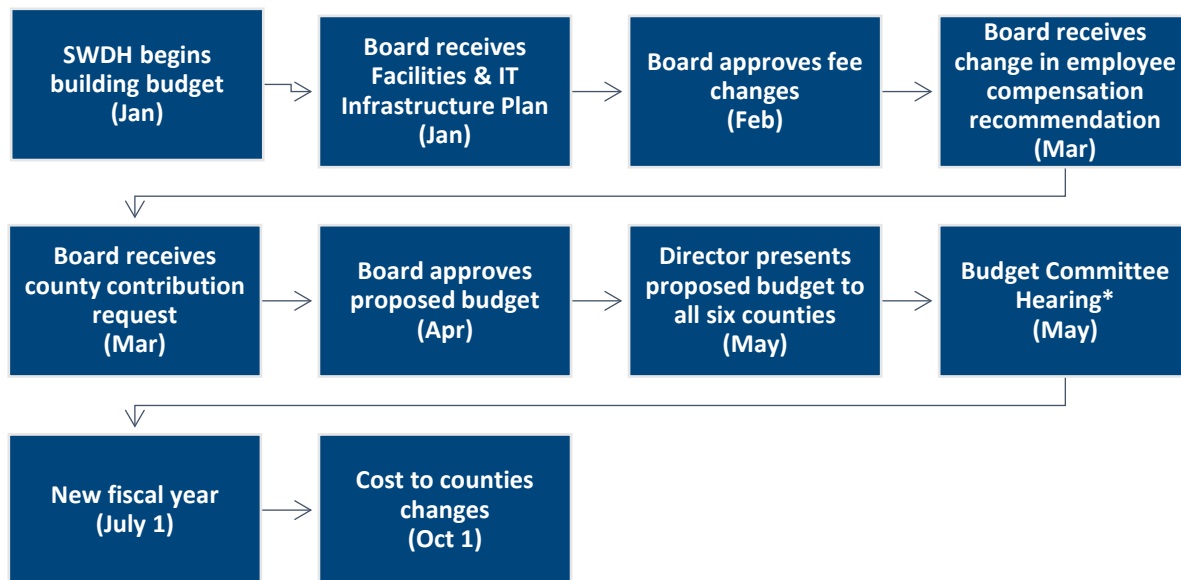 SWDH begins
building budget
(Jan)
Board receives
Facilities & IT
Infrastructure Plan
(Jan)
Board approves fee
changes
(Feb)
Board receives
change in employee
compensation
recommendation
(Mar)
Board receives
county contribution
request
(Mar)
Board approves
proposed budget
(Apr)
Director presents
proposed budget to
all six counties
(May)
Budget Committee
Hearing*
(May)
New fiscal year
(July 1)
Cost to counties
changes
(Oct 1)